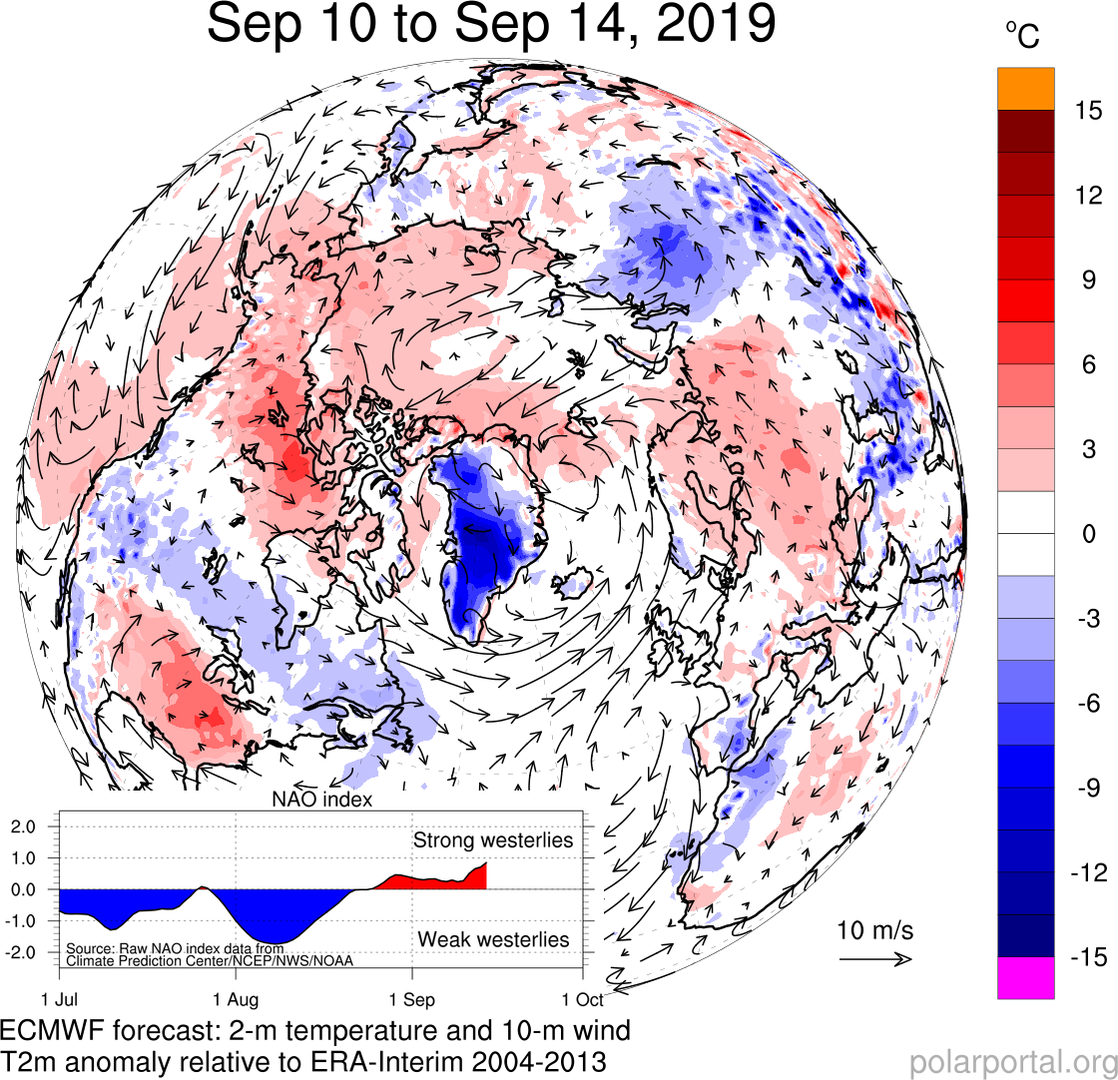 Sep 10 to Sep 14, 2019
°C
15
12
9
6
3
0
-3
-6
-9
-12
-15
NAO index
2.0
1.0
0.0
-1.0
-2.0
Strong westerlies
Weak westerlies
Source: Raw NAO index data from
Climate Prediction Center/NCEP/NWS/NOAA
1 Jul
1 Aug
1 Sep
1 Oct
10 m/s
ECMWF forecast: 2-m temperature and 10-m wind
T2m anomaly relative to ERA-Interim 2004-2013
polarportal.org